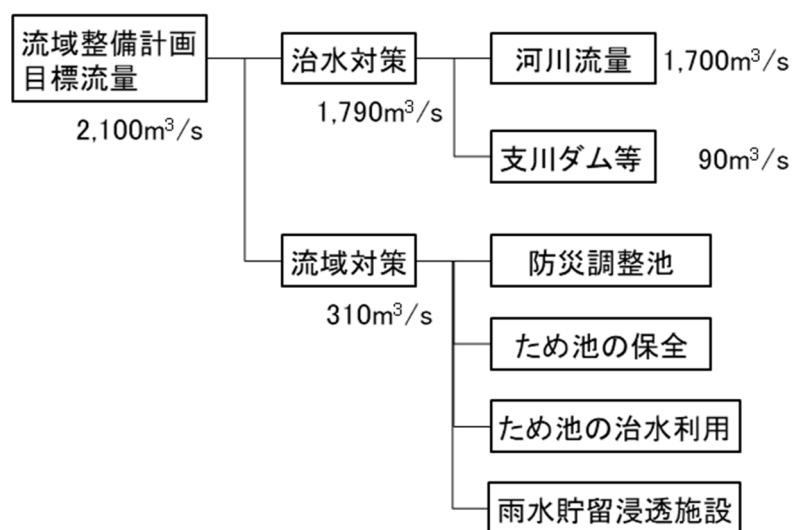 流域整備計画
目標流量
2,100m³/s
治水対策
1,790m³/s
河川流量 1,700m³/s
支川ダム等 90m³/s
流域対策
310m³/s
防災調整池
ため池の保全
ため池の治水利用
雨水貯留浸透施設